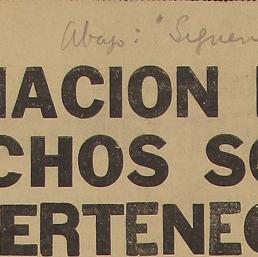 Abajo: "Siguen
MACION
CHOS SO
ERTENEC